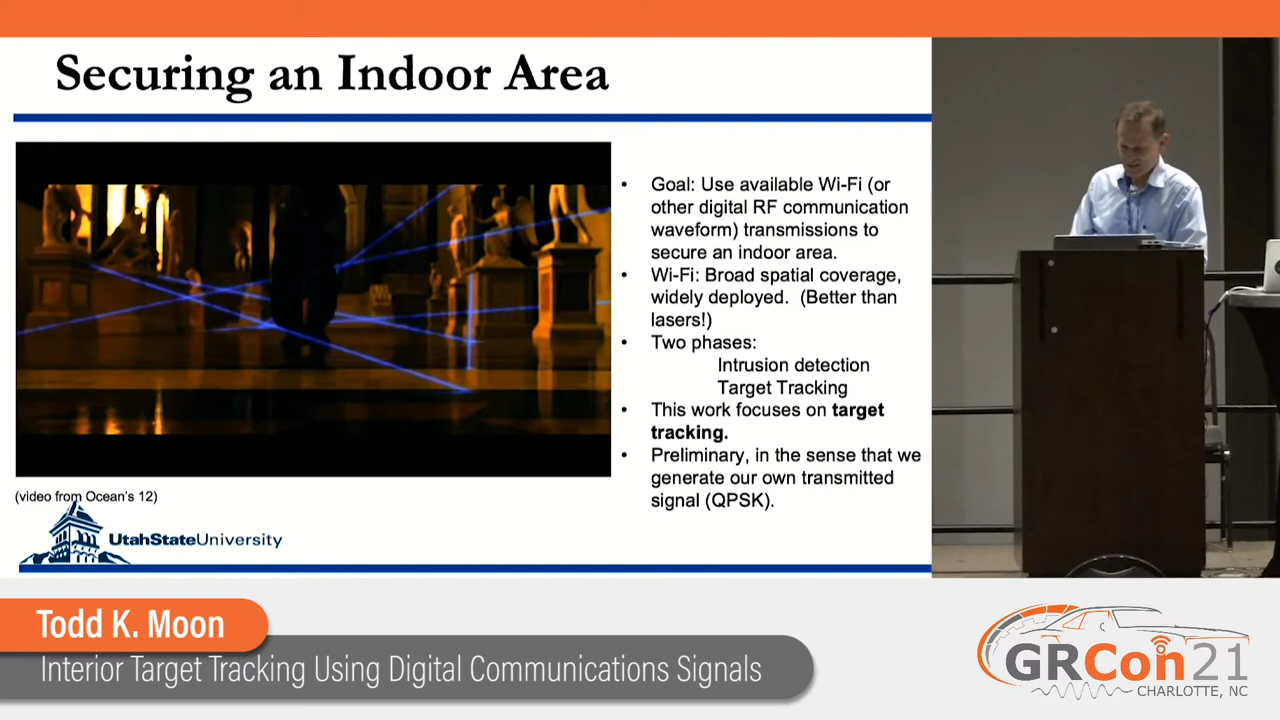 Securing an Indoor Area
• Goal: Use available Wi-Fi (or
other digital RF communication
waveform) transmissions to
secure an indoor area.
• Wi-Fi: Broad spatial coverage,
widely deployed. (Better than
lasers!)
• Two phases:
Intrusion detection
Target Tracking
• This work focuses on target
tracking.
• Preliminary, in the sense that we
generate our own transmitted
signal (QPSK).
(video from Ocean's 12)
UtahStateUniversity
Todd K. Moon
Interior Target Tracking Using Digital Communications Signals
GRCon21
CHARLOTTE, NC